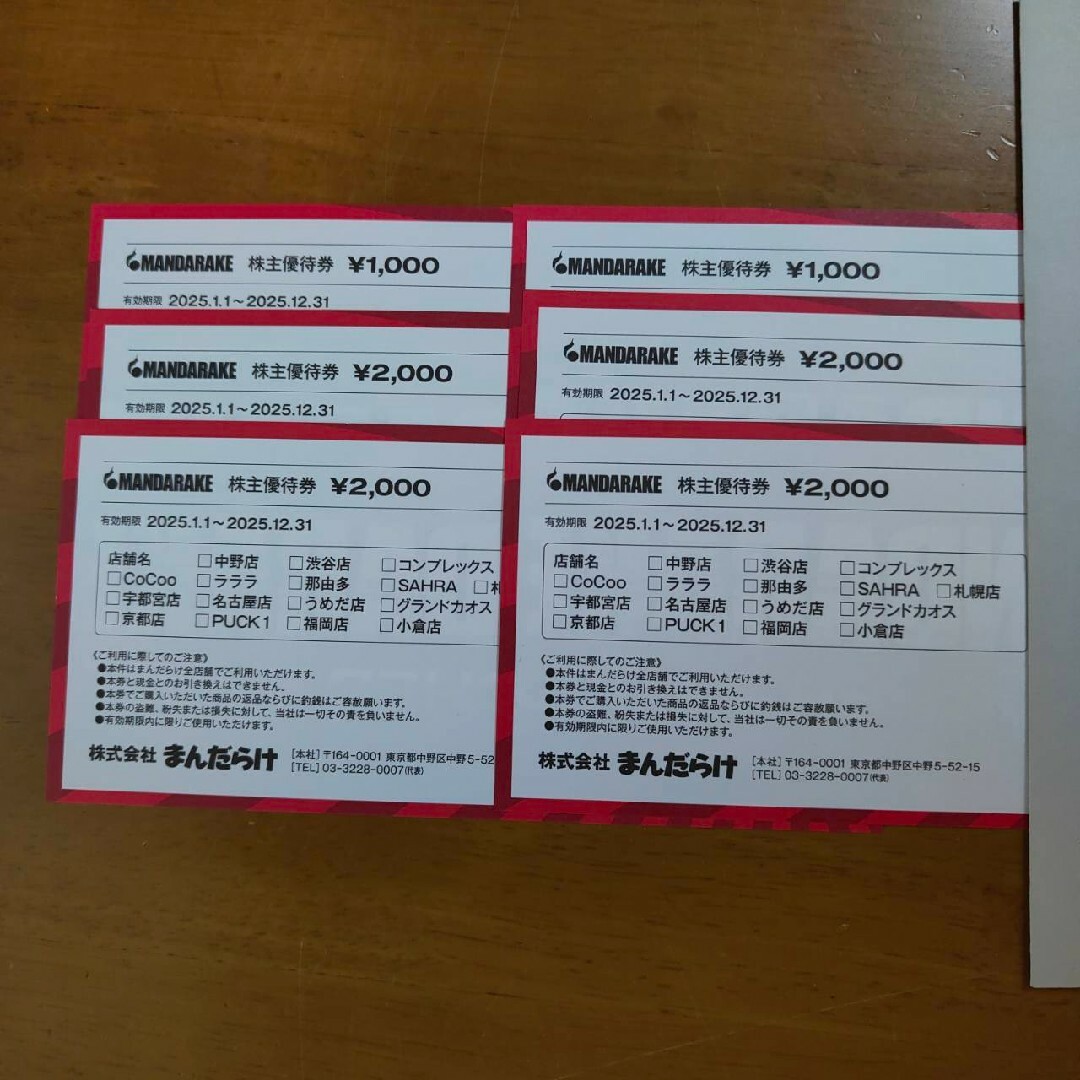 MANDARAKE 株主優待券 ¥1,000
有効期限 2025.1.1～2025.12.31
MANDARAKE 株主優待券 ¥2,000
有効期限 2025.1.1～2025.12.31
MANDARAKE 株主優待券 ¥2,000
有効期限 2025.1.1～2025.12.31
店舗名 □中野店 □渋谷店 □コンプレックス
□CoCoo □ラララ □那由多 □SAHRA □札
□宇都宮店 □名古屋店 □うめだ店 □グランドカオス
□京都店 □PUCK1 □福岡店 □小倉店
《ご利用に際してのご注意》
●本件はまんだらけ全店舗でご利用いただけます。
●本券と現金とのお引き換えはできません。
●本券でご購入いただいた商品の返品ならびに釣銭はご容赦願います。
●本券の盗難、紛失または損失に対して、当社は一切その責を負いません。
●有効期限内に限りご使用いただけます。
株式会社 まんだらけ [本社]〒164-0001 東京都中野区中野5-52
[TEL] 03-3228-0007(代表)
MANDARAKE 株主優待券 ¥1,000
MANDARAKE 株主優待券 ¥2,000
有効期限 2025.1.1～2025.12.31
MANDARAKE 株主優待券 ¥2,000
有効期限 2025.1.1～2025.12.31
店舗名 □中野店 □渋谷店 □コンプレックス
□CoCoo □ラララ □那由多 □SAHRA □札幌店
□宇都宮店 □名古屋店 □うめだ店 □グランドカオス
□京都店 □PUCK1 □福岡店 □小倉店
《ご利用に際してのご注意》
●本件はまんだらけ全店舗でご利用いただけます。
●本券と現金とのお引き換えはできません。
●本券でご購入いただいた商品の返品ならびに釣銭はご容赦願います。
●本券の盗難、紛失または損失に対して、当社は一切その責を負いません。
●有効期限内に限りご使用いただけます。
株式会社 まんだらけ [本社]〒164-0001 東京都中野区中野5-52-15
[TEL] 03-3228-0007(代表)